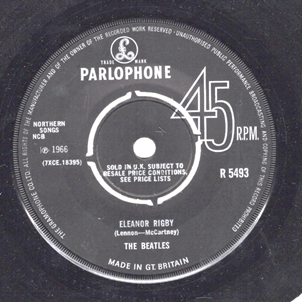 THE GRAMOPHONE CO. LTD. ALL RIGHTS OF THE MANUFACTURER AND OF THE OWNER OF THE RECORDED WORK RESERVED · UNAUTHORISED PUBLIC PERFORMANCE BROADCASTING AND COPYING OF THIS RECORD PROHIBITED
£
TRADE MARK
PARLOPHONE
45
R.P.M.
NORTHERN
SONGS
NCB
℗ 1966
(7XCE.18395)
SOLD IN U.K. SUBJECT TO
RESALE PRICE CONDITIONS,
SEE PRICE LISTS
R 5493
ELEANOR RIGBY
(Lennon—McCartney)
THE BEATLES
MADE IN GT. BRITAIN